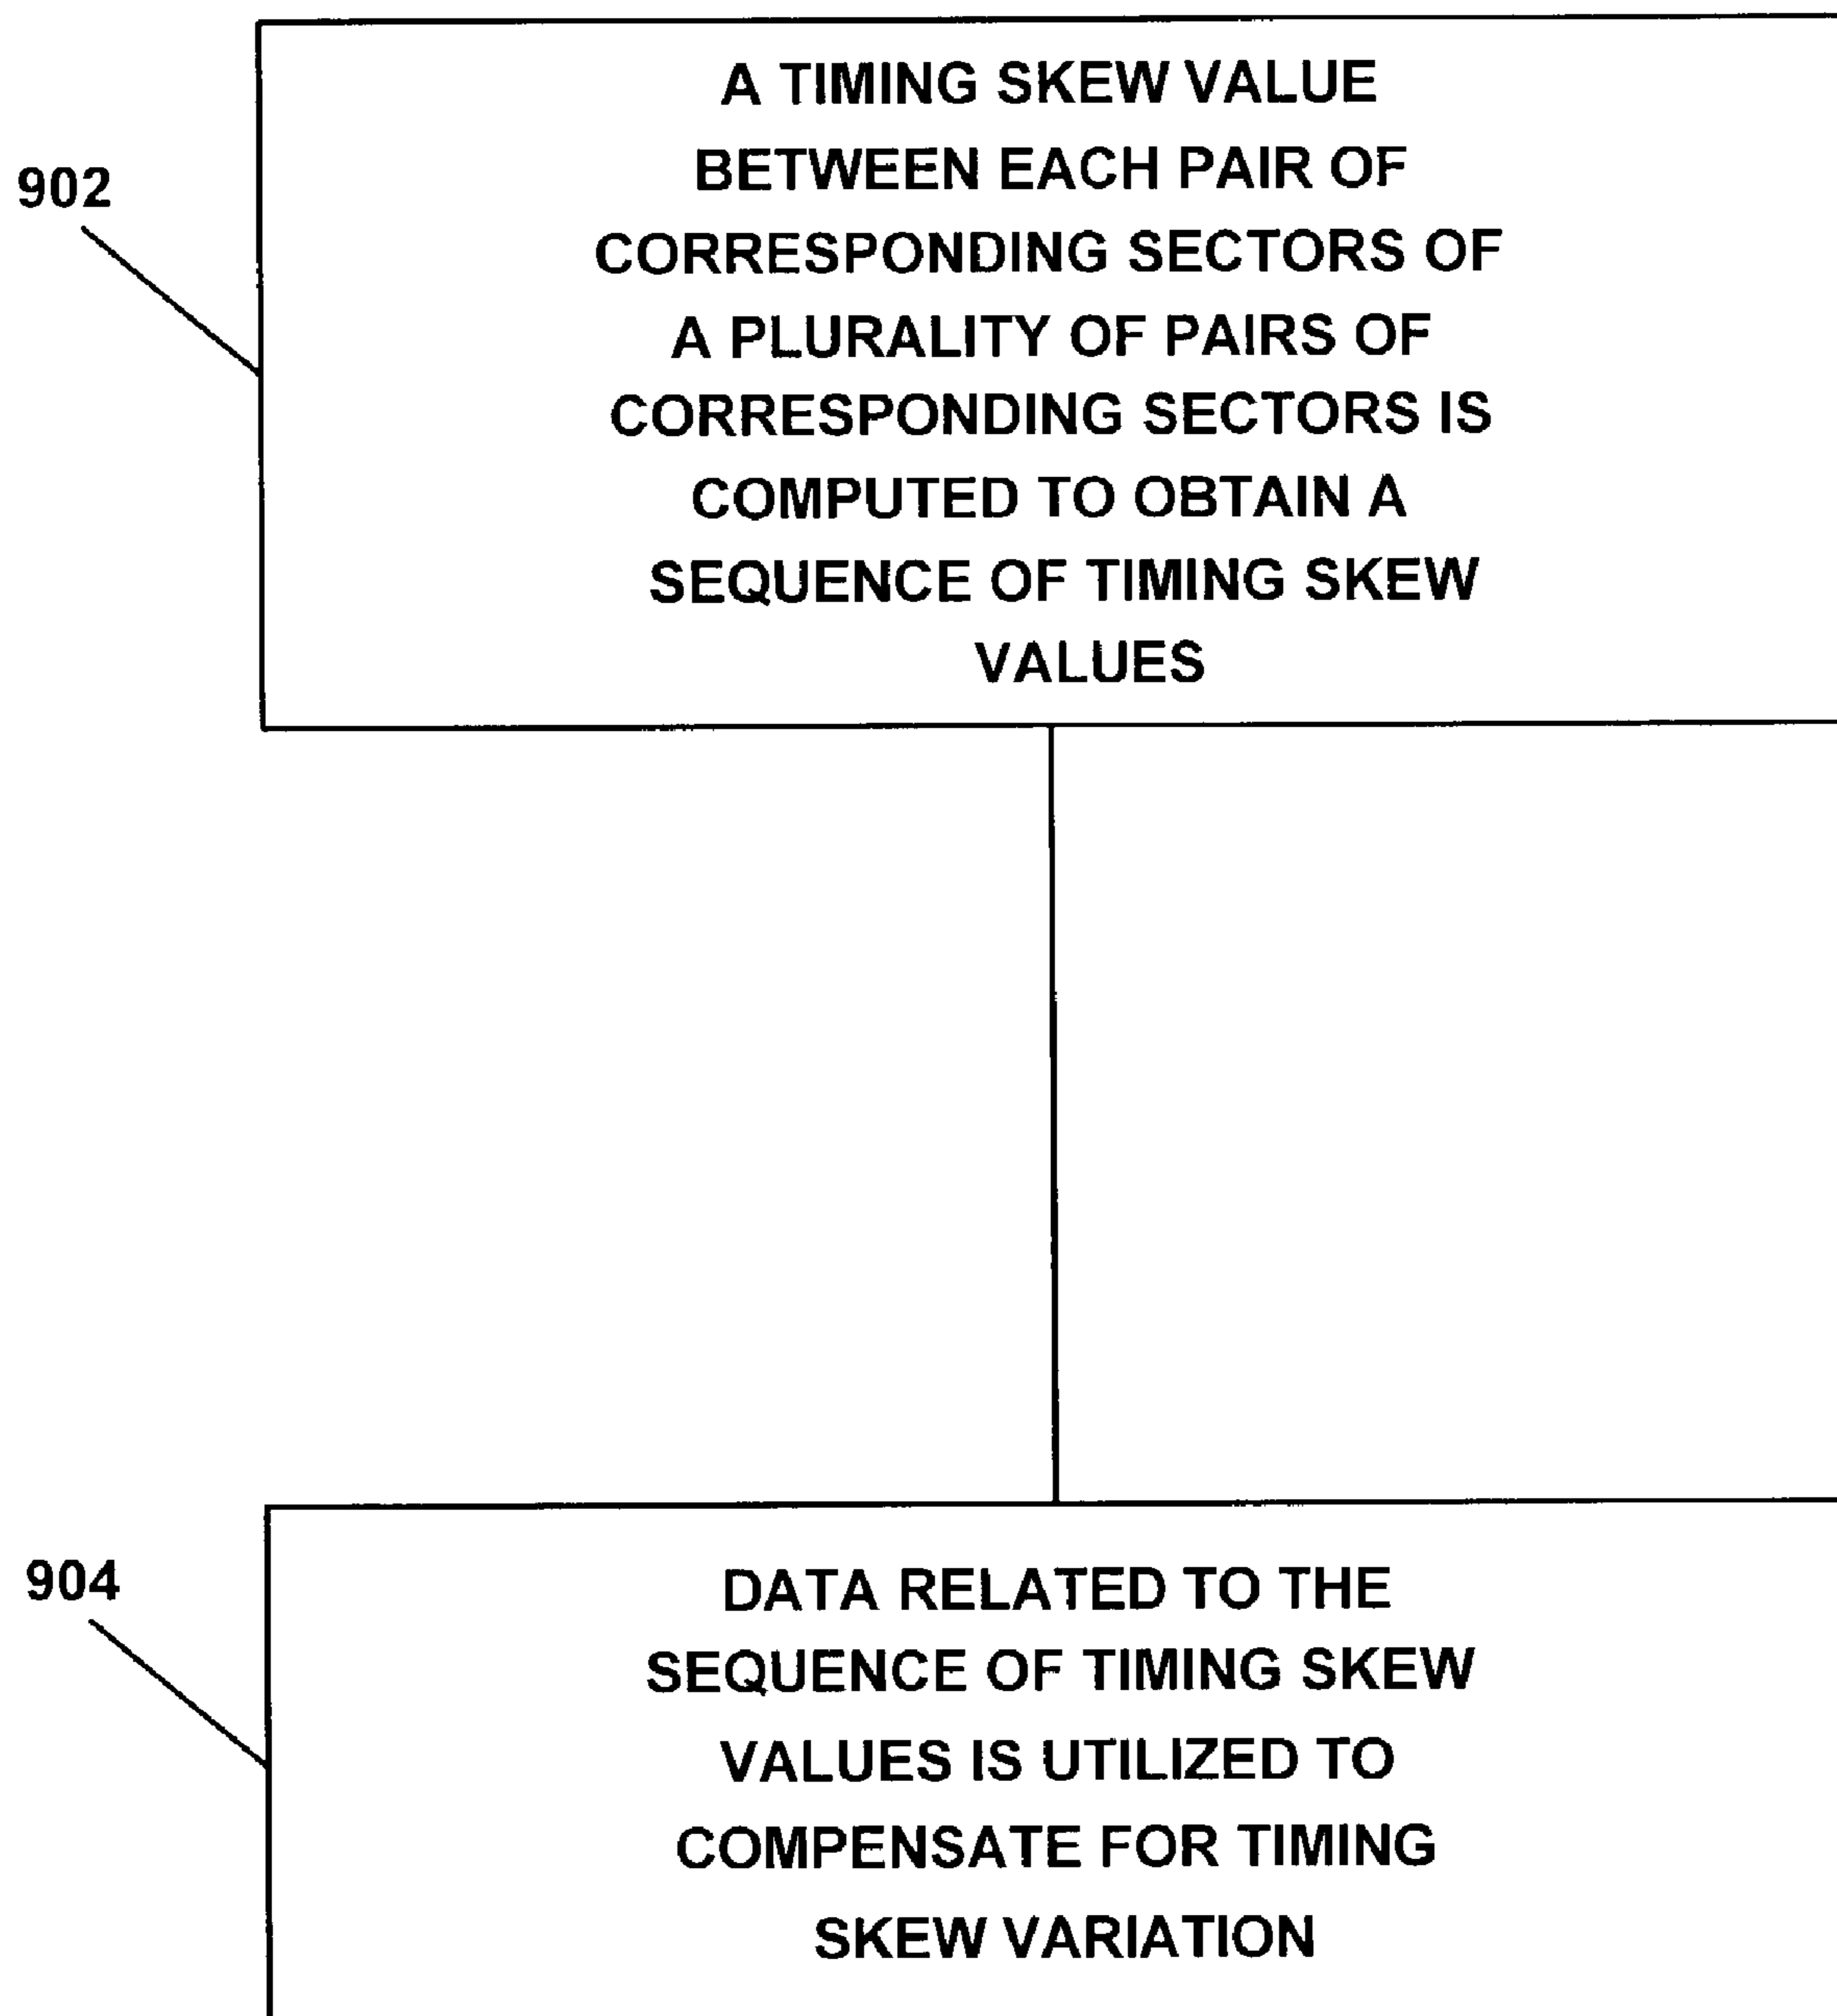 A TIMING SKEW VALUE
BETWEEN EACH PAIR OF
902
CORRESPONDING SECTORS OF
A PLURALITY OF PAIRS OF
CORRESPONDING SECTORS IS
COMPUTED TO OBTAIN A
SEQUENCE OF TIMING SKEW
VALUES
904
DATA RELATED TO THE
SEQUENCE OF TIMING SKEW
VALUES IS UTILIZED TO
COMPENSATE FOR TIMING
SKEW VARIATION